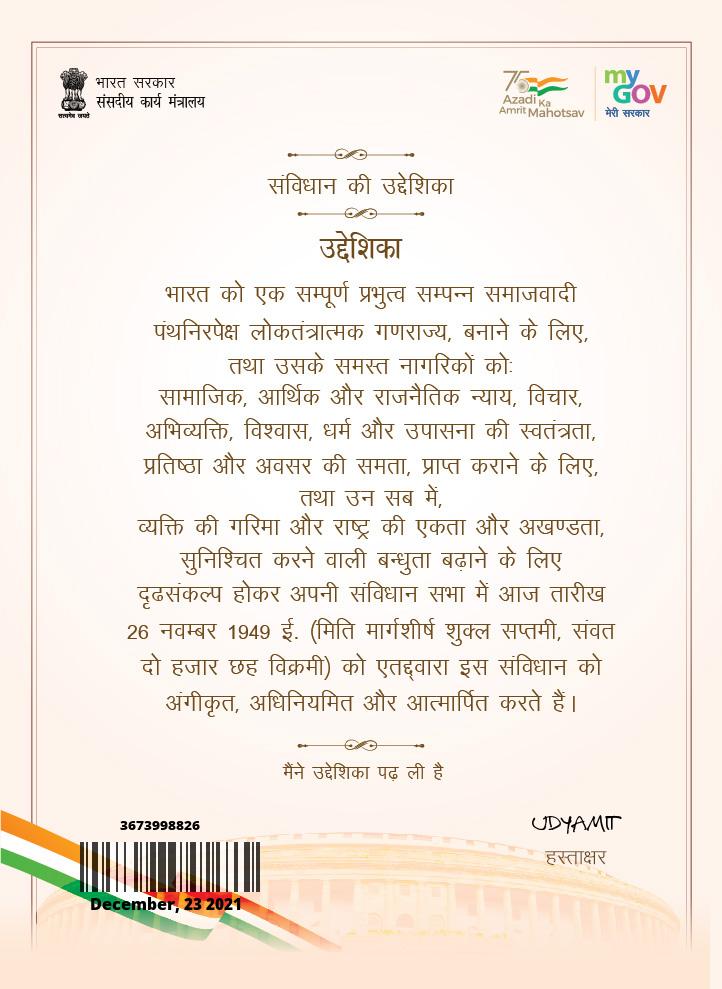 भारत सरकार
संसदीय कार्य मंत्रालय
सत्यमेव जयते
75
Azadi Ka
Amrit Mahotsav
my
GOV
मेरी सरकार
संविधान की उद्देशिका
उद्देशिका
भारत को एक सम्पूर्ण प्रभुत्व सम्पन्न समाजवादी
पंथनिरपेक्ष लोकतंत्रात्मक गणराज्य, बनाने के लिए,
तथा उसके समस्त नागरिकों को:
सामाजिक, आर्थिक और राजनैतिक न्याय, विचार,
अभिव्यक्ति, विश्वास, धर्म और उपासना की स्वतंत्रता,
प्रतिष्ठा और अवसर की समता, प्राप्त कराने के लिए,
तथा उन सब में,
व्यक्ति की गरिमा और राष्ट्र की एकता और अखण्डता,
सुनिश्चित करने वाली बन्धुता बढ़ाने के लिए
दृढसंकल्प होकर अपनी संविधान सभा में आज तारीख
26 नवम्बर 1949 ई. (मिति मार्गशीर्ष शुक्ल सप्तमी, संवत
दो हजार छह विक्रमी) को एतद्द्वारा इस संविधान को
अंगीकृत, अधिनियमित और आत्मार्पित करते हैं।
मैंने उद्देशिका पढ़ ली है
3673998826
December, 23 2021
UDYAMIT
हस्ताक्षर